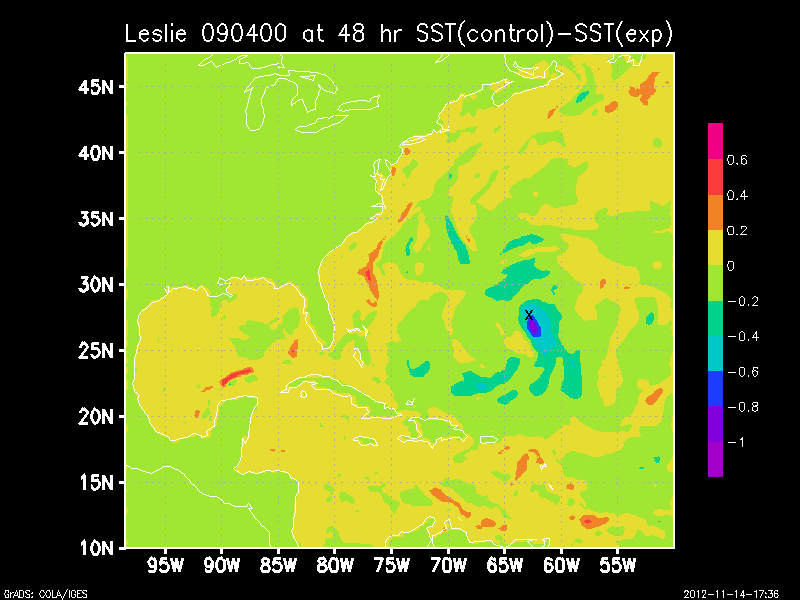 Leslie 090400 at 48 hr SST(control)-SST(exp)
45N
40N
35N
30N
25N
20N
15N
10N
95W 90W 85W 80W 75W 70W 65W 60W 55W
X
0.6
0.4
0.2
0
-0.2
-0.4
-0.6
-0.8
-1
GrADS: COLA/IGES
2012-11-14-17:36